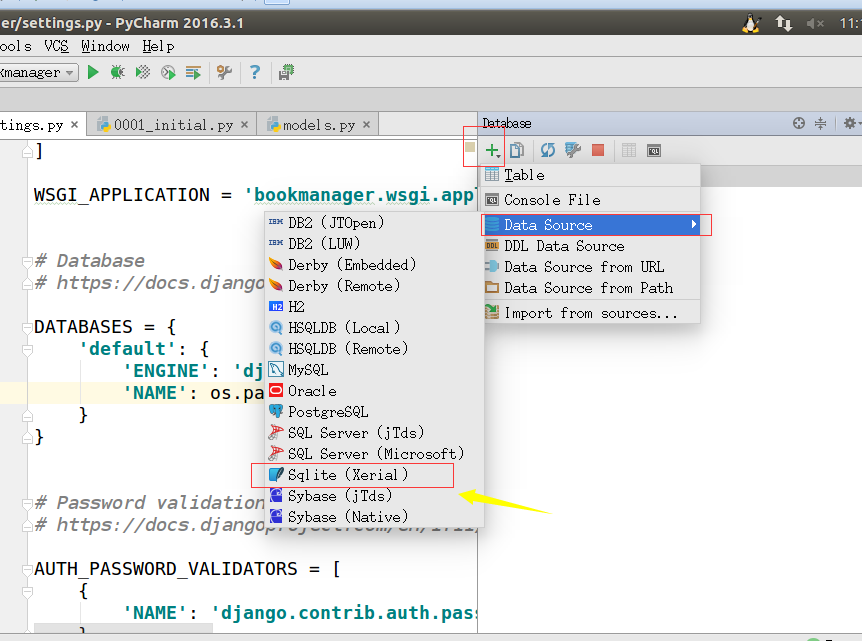 er/settings.py - PyCharm 2016.3.1
11:
ools VCS Window Help
kmanager
tings.py
0001_initial.py
models.py
Database
]
WSGI_APPLICATION = 'bookmanager.wsgi.appl
# Database
# https://docs.django
DATABASES = {
'default': {
'ENGINE': 'dj
'NAME': os.pa
}
}
# Password validation
# https://docs.djangoproject.com/en/1.11/
AUTH_PASSWORD_VALIDATORS = [
{
'NAME': 'django.contrib.auth.pass
Table
Console File
Data Source
DDL Data Source
Data Source from URL
Data Source from Path
Import from sources...
DB2 (JTOpen)
DB2 (LUW)
Derby (Embedded)
Derby (Remote)
H2
HSQLDB (Local)
HSQLDB (Remote)
MySQL
Oracle
PostgreSQL
SQL Server (jTds)
SQL Server (Microsoft)
Sqlite (Xerial)
Sybase (jTds)
Sybase (Native)